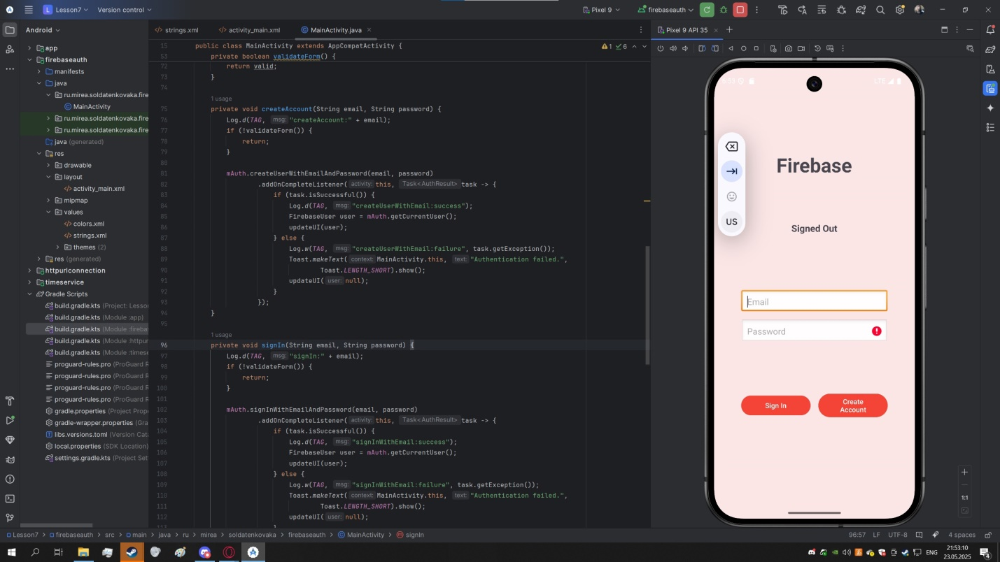 L Lesson7 Version control Pixel 9 firebaseauth
Android
strings.xml activity_main.xml MainActivity.java
Pixel 9 API 35
app
firebaseauth
manifests
java
ru.mirea.soldatenkovaka.fire
MainActivity
ru.mirea.soldatenkovaka.fire
ru.mirea.soldatenkovaka.fire
java (generated)
res
drawable
layout
activity_main.xml
mipmap
values
colors.xml
strings.xml
themes (2)
res (generated)
httpurlconnection
timeservice
Gradle Scripts
build.gradle.kts (Project: Lesso
build.gradle.kts (Module :app)
build.gradle.kts (Module :fireba
build.gradle.kts (Module :httpur
build.gradle.kts (Module :times
proguard-rules.pro (ProGuard R
proguard-rules.pro (ProGuard R
proguard-rules.pro (ProGuard R
proguard-rules.pro (ProGuard R
gradle.properties (Project Prop
gradle-wrapper.properties (Gra
libs.versions.toml (Version Cata
local.properties (SDK Location)
settings.gradle.kts (Project Set
1 6
15 public class MainActivity extends AppCompatActivity {
53 private boolean validateForm() {
72 return valid;
73 }
74
1 usage
75 private void createAccount(String email, String password) {
76 Log.d(TAG, msg: "createAccount:" + email);
77 if (!validateForm()) {
78 return;
79 }
80
81 mAuth.createUserWithEmailAndPassword(email, password)
82 .addOnCompleteListener( activity: this, Task<AuthResult> task -> {
83 if (task.isSuccessful()) {
84 Log.d(TAG, msg: "createUserWithEmail:success");
85 FirebaseUser user = mAuth.getCurrentUser();
86 updateUI(user);
87 } else {
88 Log.w(TAG, msg: "createUserWithEmail:failure", task.getException());
89 Toast.makeText( context: MainActivity.this, text: "Authentication failed.",
90 Toast.LENGTH_SHORT).show();
91 updateUI( user: null);
92 }
93 });
94 }
95
1 usage
96 private void signIn(String email, String password) {
97 Log.d(TAG, msg: "signIn:" + email);
98 if (!validateForm()) {
99 return;
100 }
101
102 mAuth.signInWithEmailAndPassword(email, password)
103 .addOnCompleteListener( activity: this, Task<AuthResult> task -> {
104 if (task.isSuccessful()) {
105 Log.d(TAG, msg: "signInWithEmail:success");
106 FirebaseUser user = mAuth.getCurrentUser();
107 updateUI(user);
108 } else {
109 Log.w(TAG, msg: "signInWithEmail:failure", task.getException());
110 Toast.makeText( context: MainActivity.this, text: "Authentication failed.",
111 Toast.LENGTH_SHORT).show();
112 updateUI( user: null);
LTE
US
Firebase
Signed Out
Email
Password
Sign In
Create
Account
1:1
Lesson7 > firebaseauth > src > main > java > ru > mirea > soldatenkovaka > firebaseauth > MainActivity > signIn
96:57 LF UTF-8 4 spaces
ENG
21:53:10
23.05.2025
4